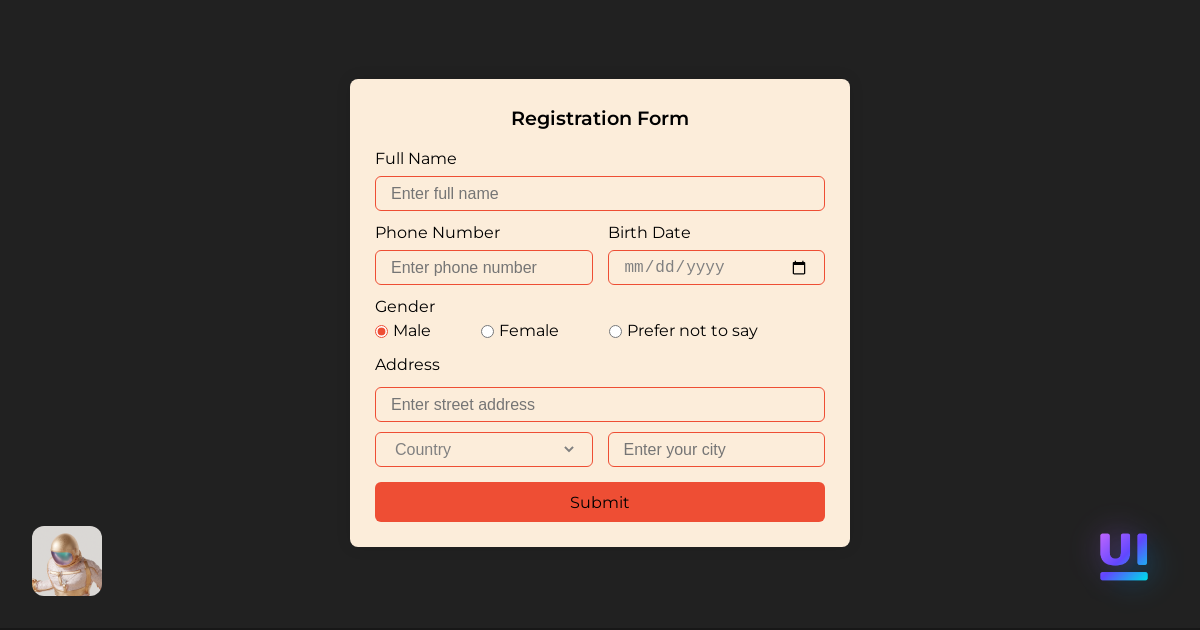 Registration Form
Full Name
Enter full name
Phone Number Birth Date
Enter phone number mm/dd/yyyy
Gender
Male Female Prefer not to say
Address
Enter street address
Country Enter your city
Submit
UI